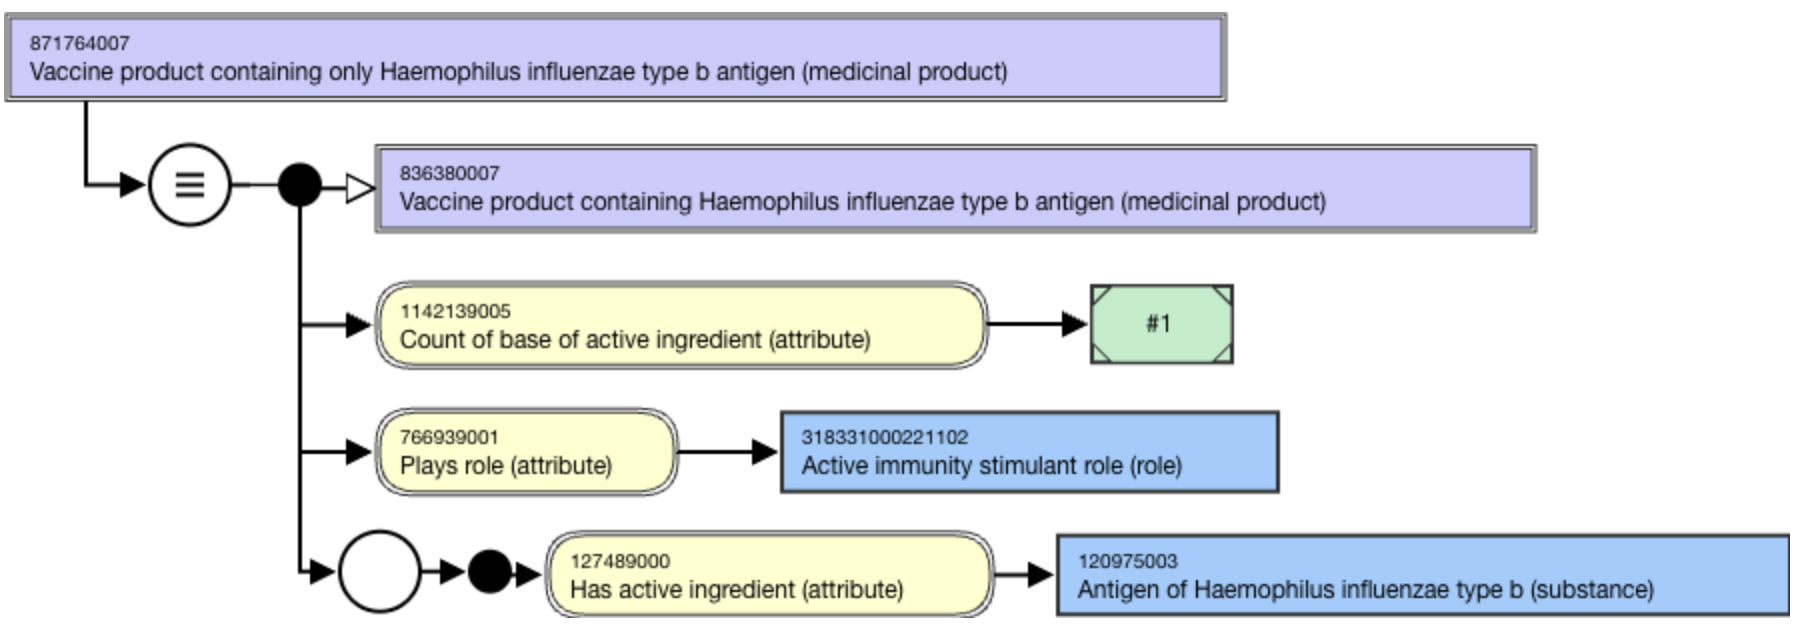 871764007
Vaccine product containing only Haemophilus influenzae type b antigen (medicinal product)
836380007
Vaccine product containing Haemophilus influenzae type b antigen (medicinal product)
1142139005
Count of base of active ingredient (attribute)
#1
766939001
Plays role (attribute)
318331000221102
Active immunity stimulant role (role)
127489000
Has active ingredient (attribute)
120975003
Antigen of Haemophilus influenzae type b (substance)